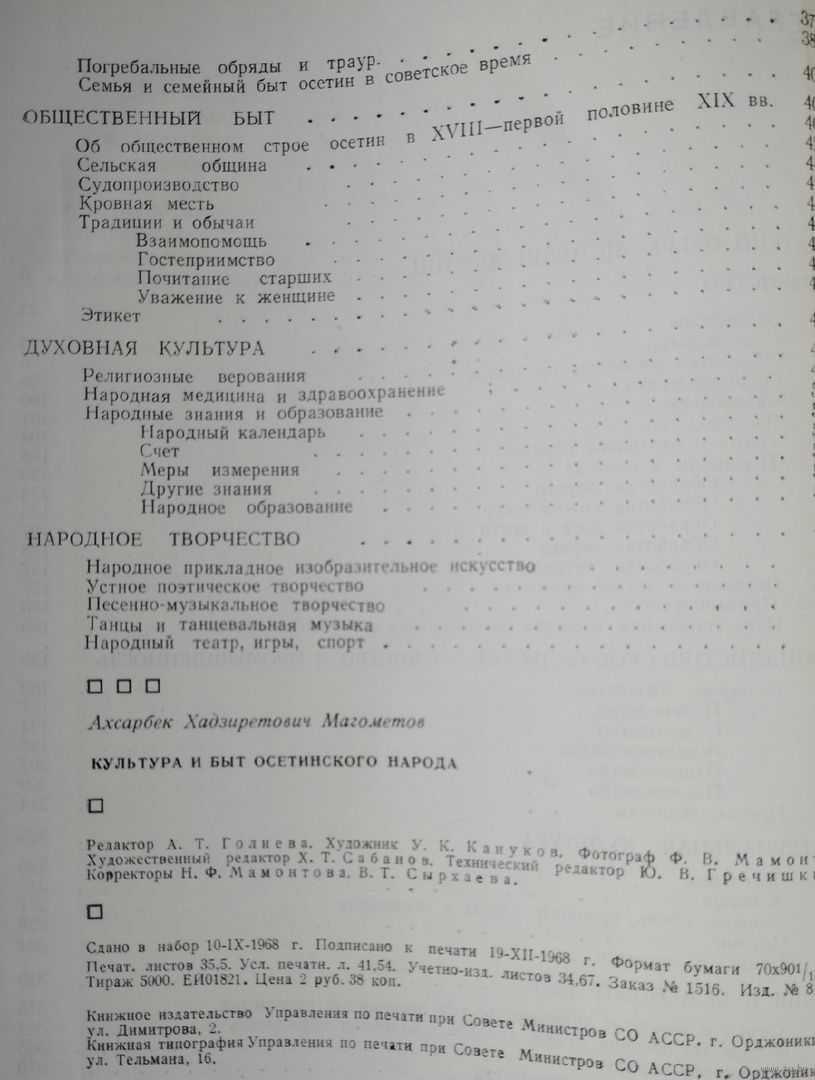 37
Погребальные обряды и траур 38
Семья и семейный быт осетин в советское время
ОБЩЕСТВЕННЫЙ БЫТ
Об общественном строе осетин в XVIII—первой половине XIX вв.
Сельская община
Судопроизводство
Кровная месть
Традиции и обычаи
Взаимопомощь
Гостеприимство
Почитание старших
Уважение к женщине
Этикет
ДУХОВНАЯ КУЛЬТУРА
Религиозные верования
Народная медицина и здравоохранение
Народные знания и образование
Народный календарь
Счет
Меры измерения
Другие знания
Народное образование
НАРОДНОЕ ТВОРЧЕСТВО
Народное прикладное изобразительное искусство
Устное поэтическое творчество
Песенно-музыкальное творчество
Танцы и танцевальная музыка
Народный театр, игры, спорт
Ахсарбек Хадзиретович Магометов
КУЛЬТУРА И БЫТ ОСЕТИНСКОГО НАРОДА
Редактор А. Т. Голиева. Художник У. К. Кануков. Фотограф Ф. В.
Художественный редактор Х. Т. Сабанов. Технический редактор Ю. В.
Корректоры Н. Ф. Мамонтова, В. Т. Сырхаева.
Сдано в набор 10-IX-1968 г. Подписано к печати 19-XII-1968 г. Формат бумаги 70x901/
Печат. листов 35,5. Усл. печатн. л. 41,54. Учетно-изд. листов 34,67. Заказ № 1516. Изд. № 8
Тираж 5000. ЕИ01821. Цена 2 руб. 38 коп.
Книжное издательство Управления по печати при Совете Министров СО АССР. г.
ул. Димитрова, 2.
Книжная типография Управления по печати при Совете Министров СО АССР, г.
ул. Тельмана, 16.